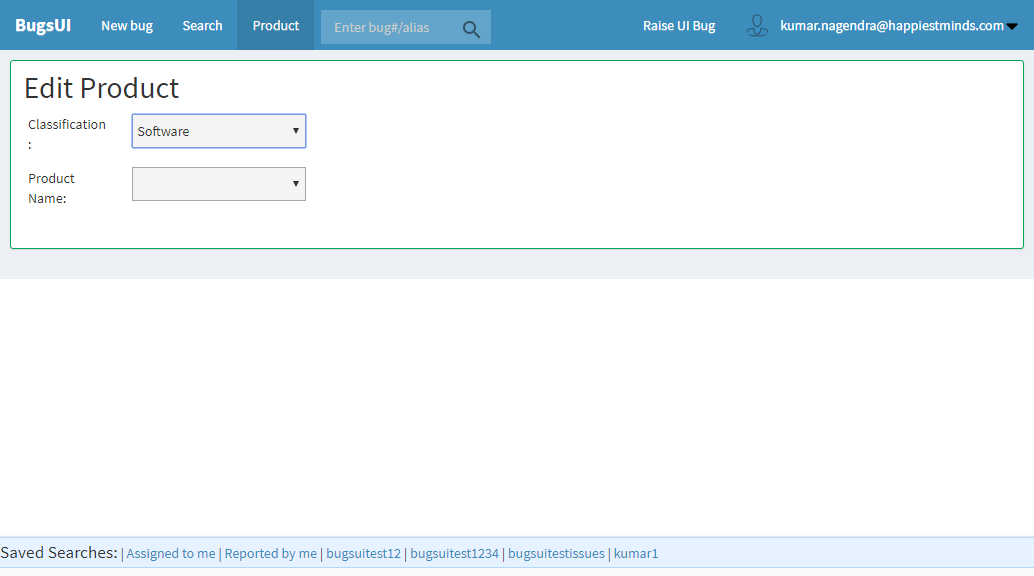 BugsUI New bug Search Product Enter bug#/alias Raise UI Bug kumar.nagendra@happiestminds.com
Edit Product
Classification
:
Software
Product
Name:
Saved Searches: | Assigned to me | Reported by me | bugsuitest12 | bugsuitest1234 | bugsuitestissues | kumar1